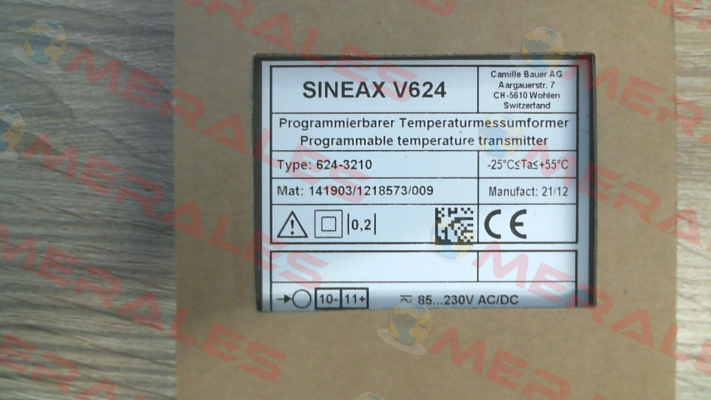 SINEAX V624
Camille Bauer AG
Aargauerstr. 7
CH-5610 Wohlen
Switzerland
Programmierbarer Temperaturmessumformer
Programmable temperature transmitter
Type: 624-3210
-25°C≤Ta≤+55°C
Mat: 141903/1218573/009
Manufact: 21/12
0,2
CE
10- 11+
85...230V AC/DC
MERALES
MERALES
MERALES
MERALES
MERALES
MERALES